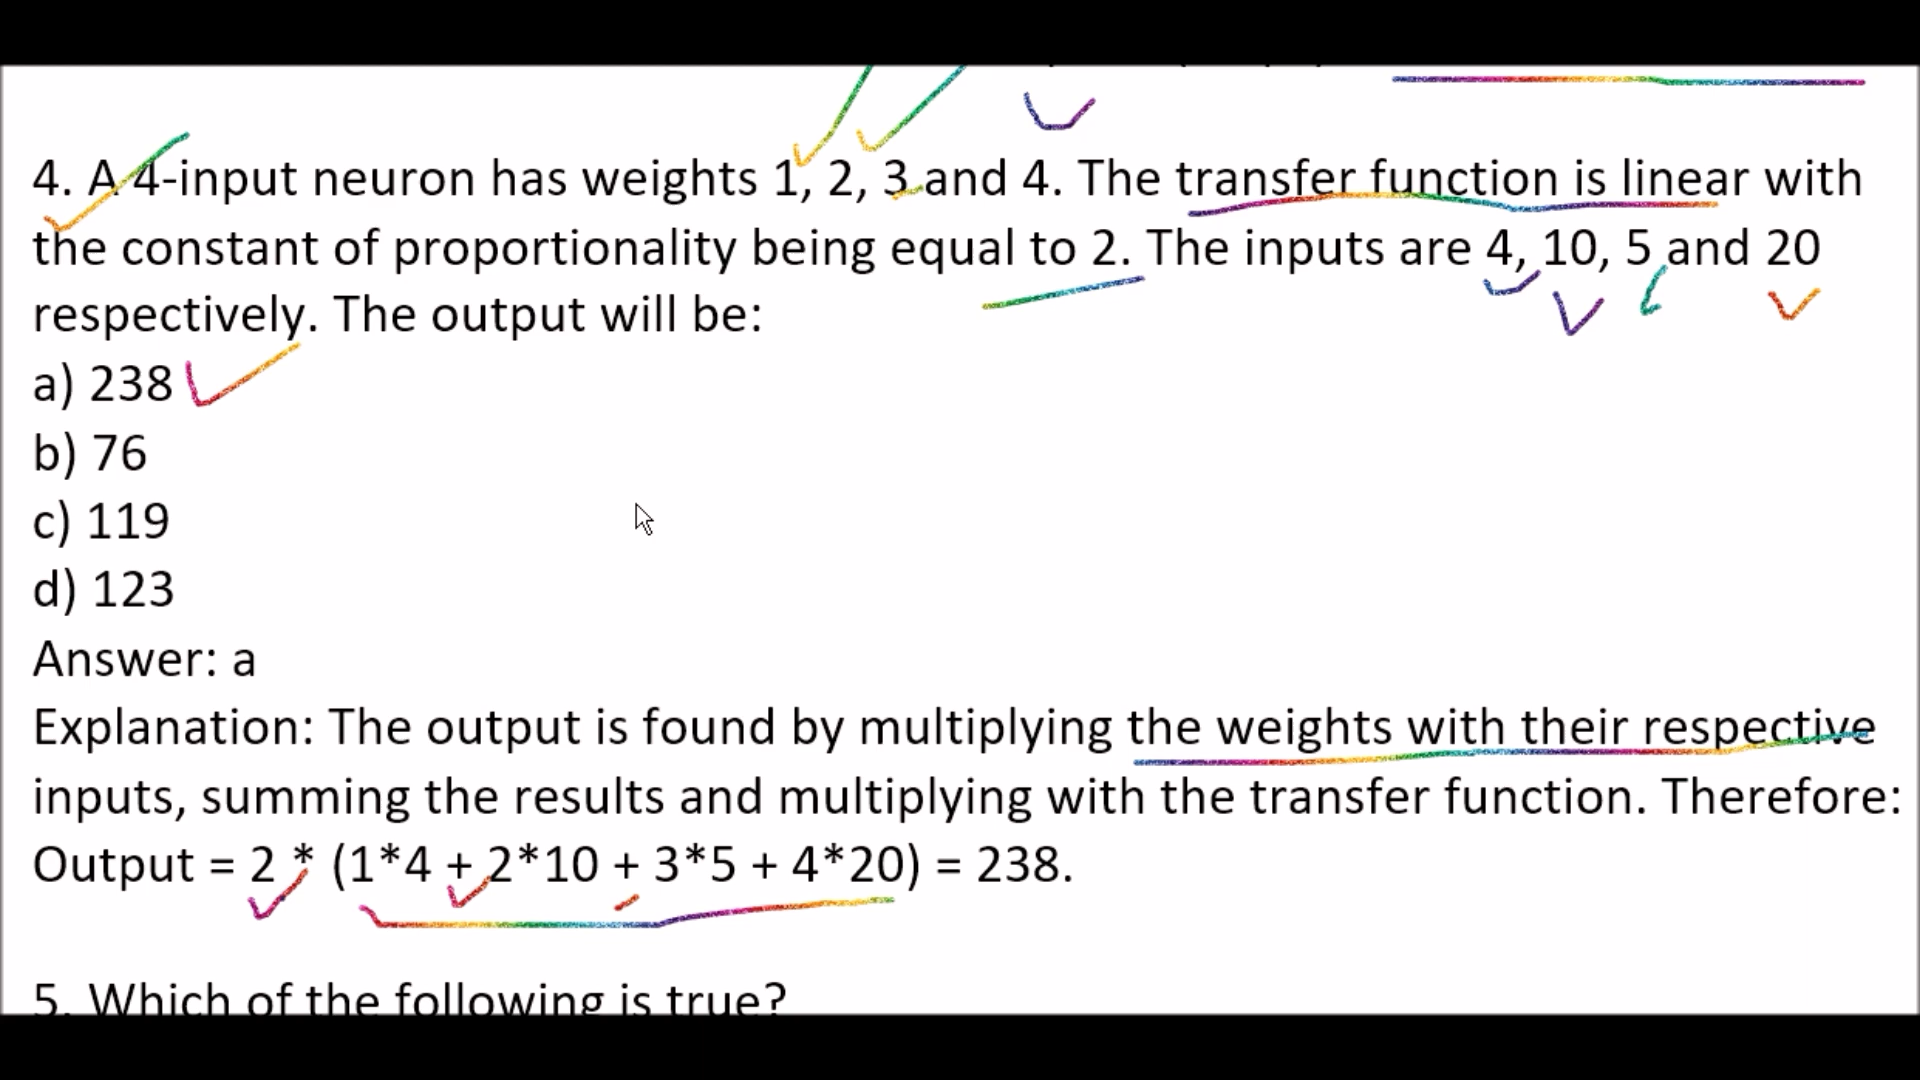 4. A 4-input neuron has weights 1, 2, 3 and 4. The transfer function is linear with
the constant of proportionality being equal to 2. The inputs are 4, 10, 5 and 20
respectively. The output will be:
a) 238
b) 76
c) 119
d) 123
Answer: a
Explanation: The output is found by multiplying the weights with their respective
inputs, summing the results and multiplying with the transfer function. Therefore:
Output = 2 * (1*4 + 2*10 + 3*5 + 4*20) = 238.
5. Which of the following is true?